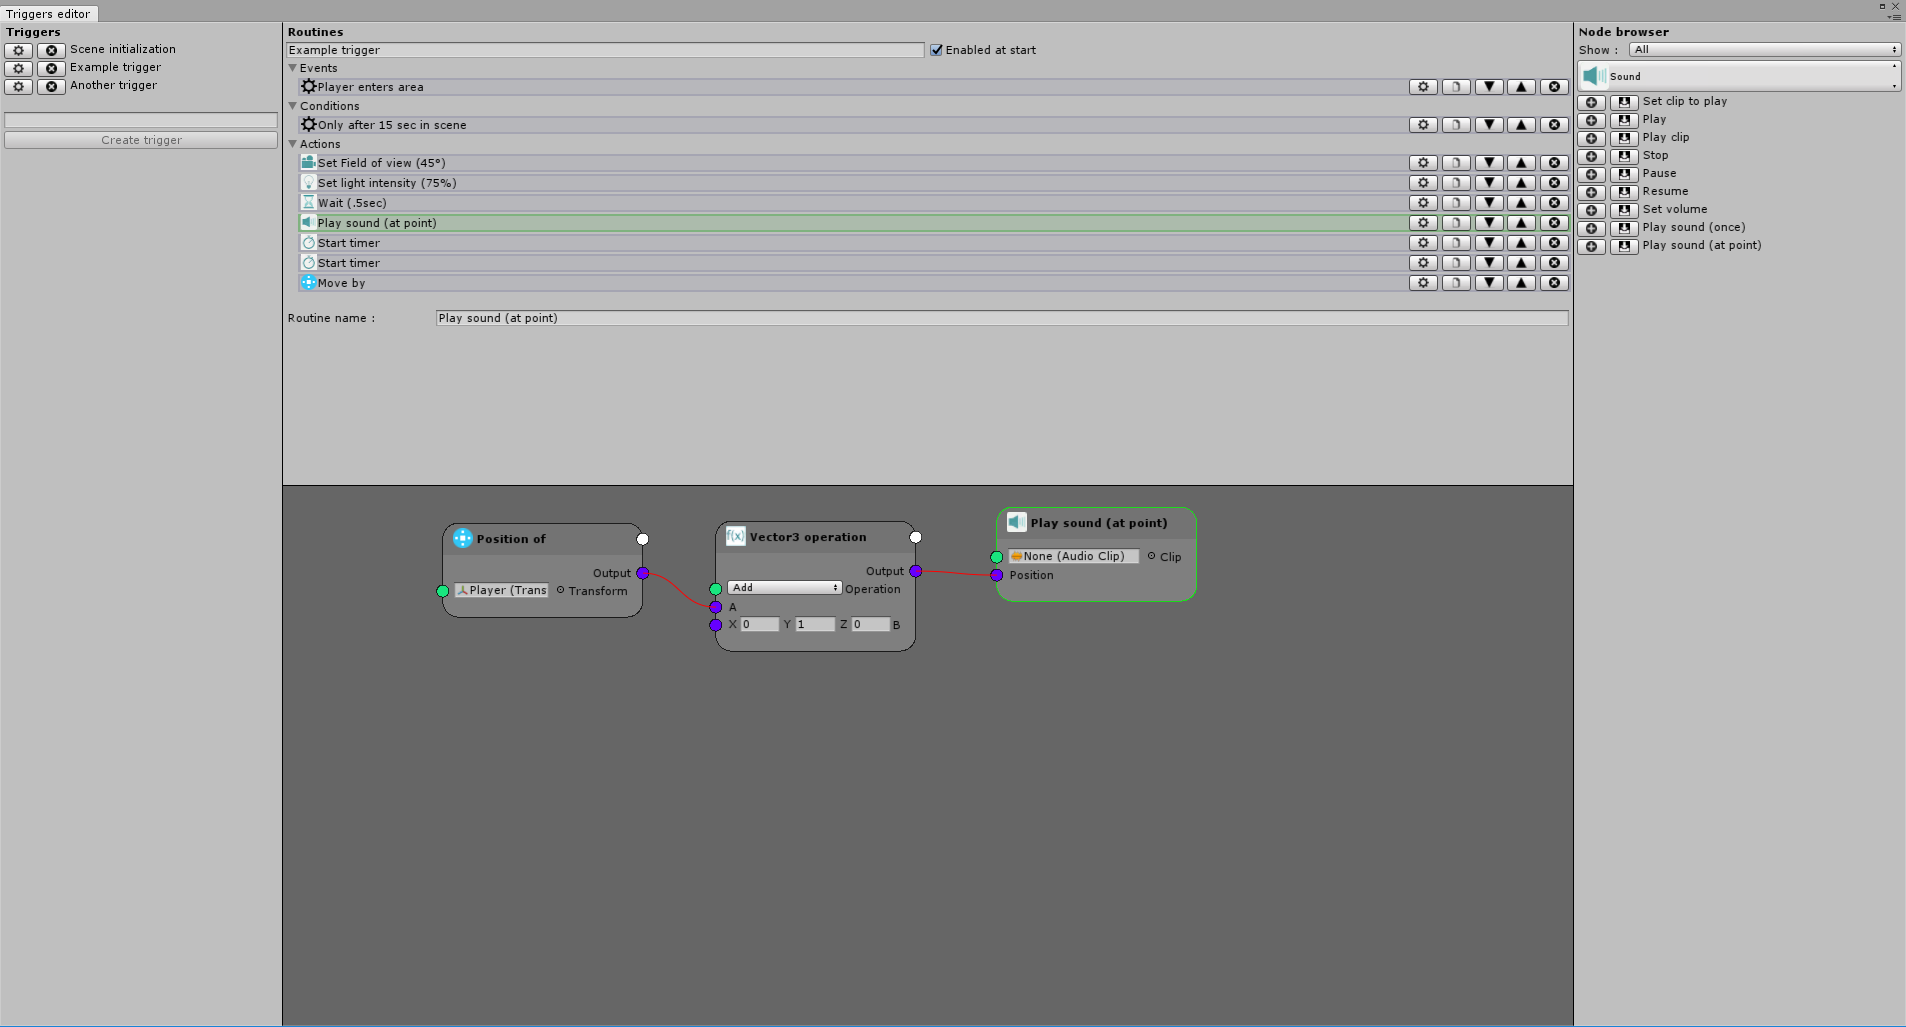 Triggers editor
Triggers
Scene initialization
Example trigger
Another trigger
Create trigger
Routines
Example trigger
Enabled at start
Events
Player enters area
Conditions
Only after 15 sec in scene
Actions
Set Field of view (45°)
Set light intensity (75%)
Wait (.5sec)
Play sound (at point)
Start timer
Start timer
Move by
Routine name : Play sound (at point)
Position of
Output
Player (Trans Transform
f(x) Vector3 operation
Output
Add Operation
A
X 0 Y 1 Z 0 B
Play sound (at point)
None (Audio Clip) Clip
Position
Node browser
Show : All
Sound
Set clip to play
Play
Play clip
Stop
Pause
Resume
Set volume
Play sound (once)
Play sound (at point)